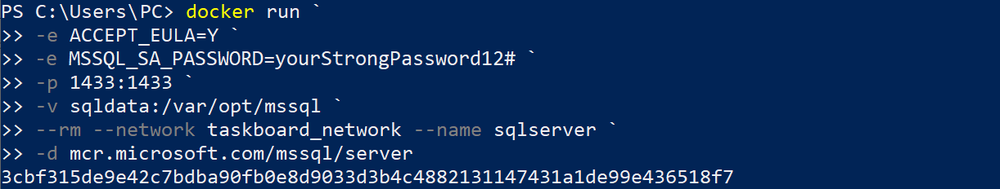 PS C:\Users\PC> docker run `
>> -e ACCEPT_EULA=Y `
>> -e MSSQL_SA_PASSWORD=yourStrongPassword12# `
>> -p 1433:1433 `
>> -v sqldata:/var/opt/mssql `
>> --rm --network taskboard_network --name sqlserver `
>> -d mcr.microsoft.com/mssql/server
3cbf315de9e42c7bdba90fb0e8d9033d3b4c4882131147431a1de99e436518f7